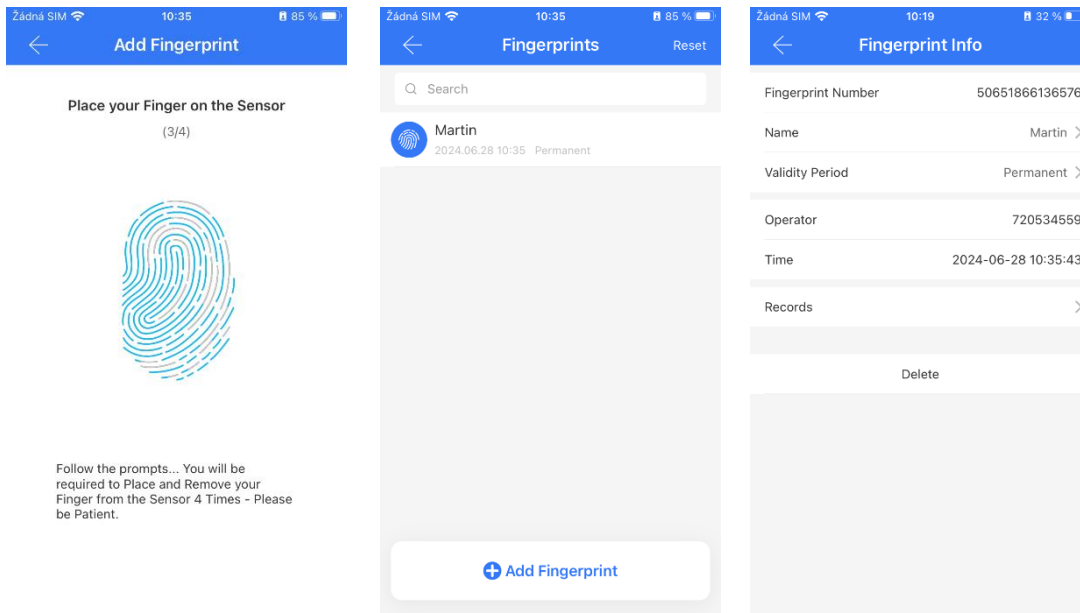 Žádná SIM 10:35 85 %
Add Fingerprint
Place your Finger on the Sensor
(3/4)
Follow the prompts... You will be
required to Place and Remove your
Finger from the Sensor 4 Times - Please
be Patient.
Žádná SIM 10:35 85 %
Fingerprints Reset
Search
Martin
2024.06.28 10:35 Permanent
Add Fingerprint
Žádná SIM 10:19 32 %
Fingerprint Info
Fingerprint Number 50651866136576
Name Martin
Validity Period Permanent
Operator 720534559
Time 2024-06-28 10:35:43
Records
Delete